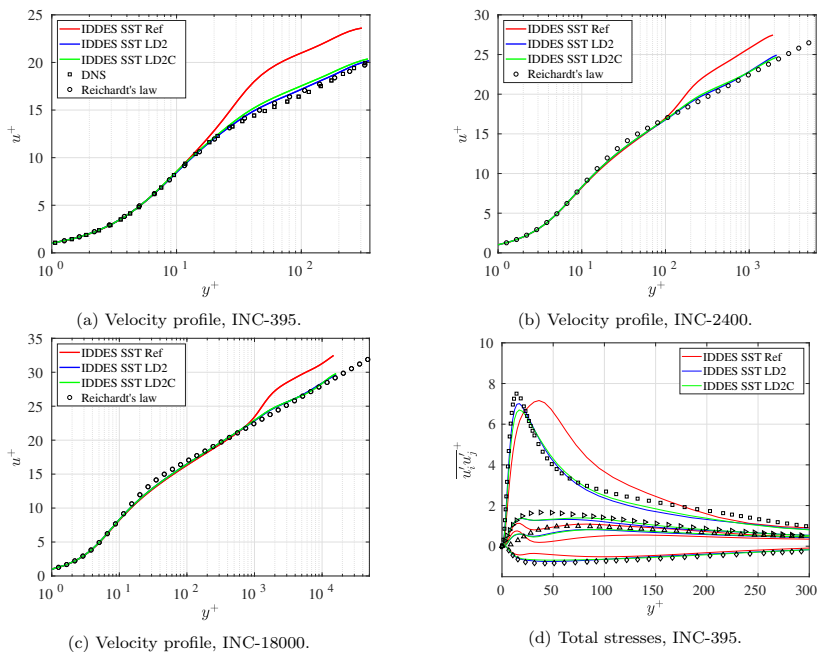 25
20
15
10
5
0
u+
10^0
10^1
10^2
y+
IDDES SST Ref
IDDES SST LD2
IDDES SST LD2C
DNS
Reichardt's law
(a) Velocity profile, INC-395.
30
25
20
15
10
5
0
u+
10^0
10^1
10^2
10^3
y+
IDDES SST Ref
IDDES SST LD2
IDDES SST LD2C
Reichardt's law
(b) Velocity profile, INC-2400.
35
30
25
20
15
10
5
0
u+
10^0
10^1
10^2
10^3
10^4
y+
IDDES SST Ref
IDDES SST LD2
IDDES SST LD2C
Reichardt's law
(c) Velocity profile, INC-18000.
10
8
6
4
2
0
-2
u'_i u'_j +
0
50
100
150
200
250
300
y+
IDDES SST Ref
IDDES SST LD2
IDDES SST LD2C
(d) Total stresses, INC-395.